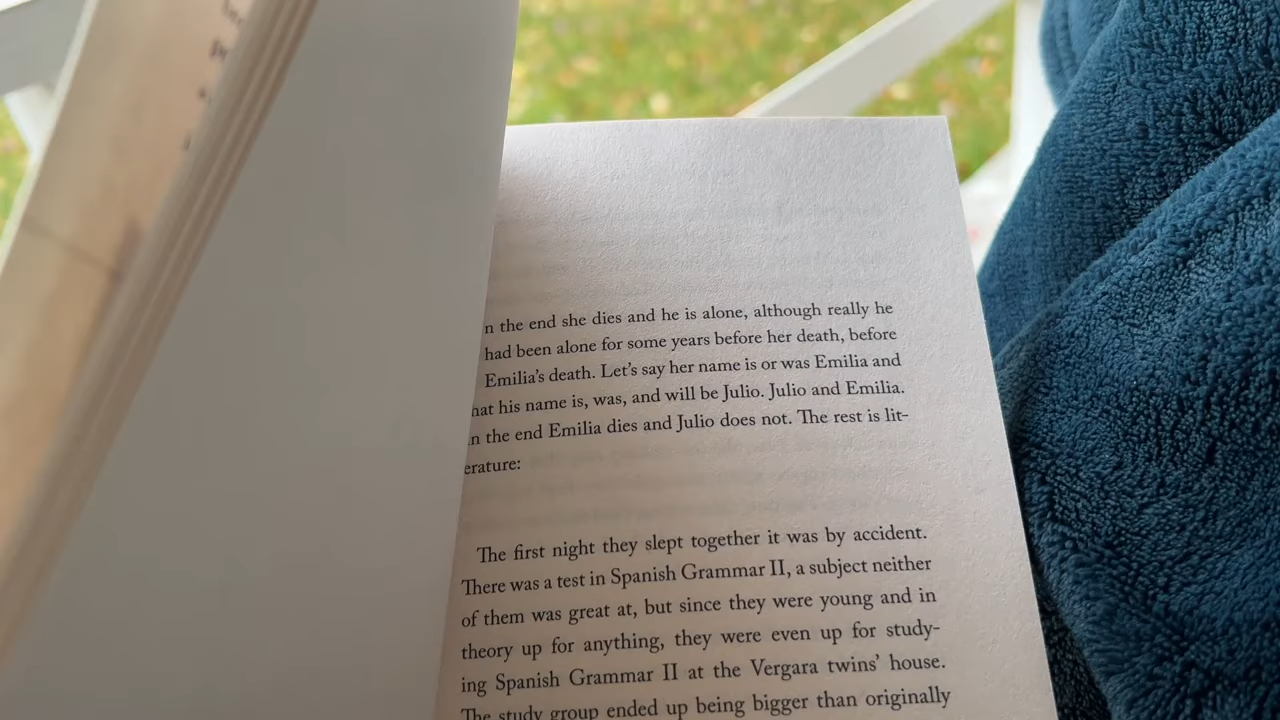 n the end she dies and he is alone, although really he
had been alone for some years before her death, before
Emilia’s death. Let’s say her name is or was Emilia and
hat his name is, was, and will be Julio. Julio and Emilia.
n the end Emilia dies and Julio does not. The rest is lit-
erature:
The first night they slept together it was by accident.
There was a test in Spanish Grammar II, a subject neither
of them was great at, but since they were young and in
theory up for anything, they were even up for study-
ing Spanish Grammar II at the Vergara twins’ house.
The study group ended up being bigger than originally